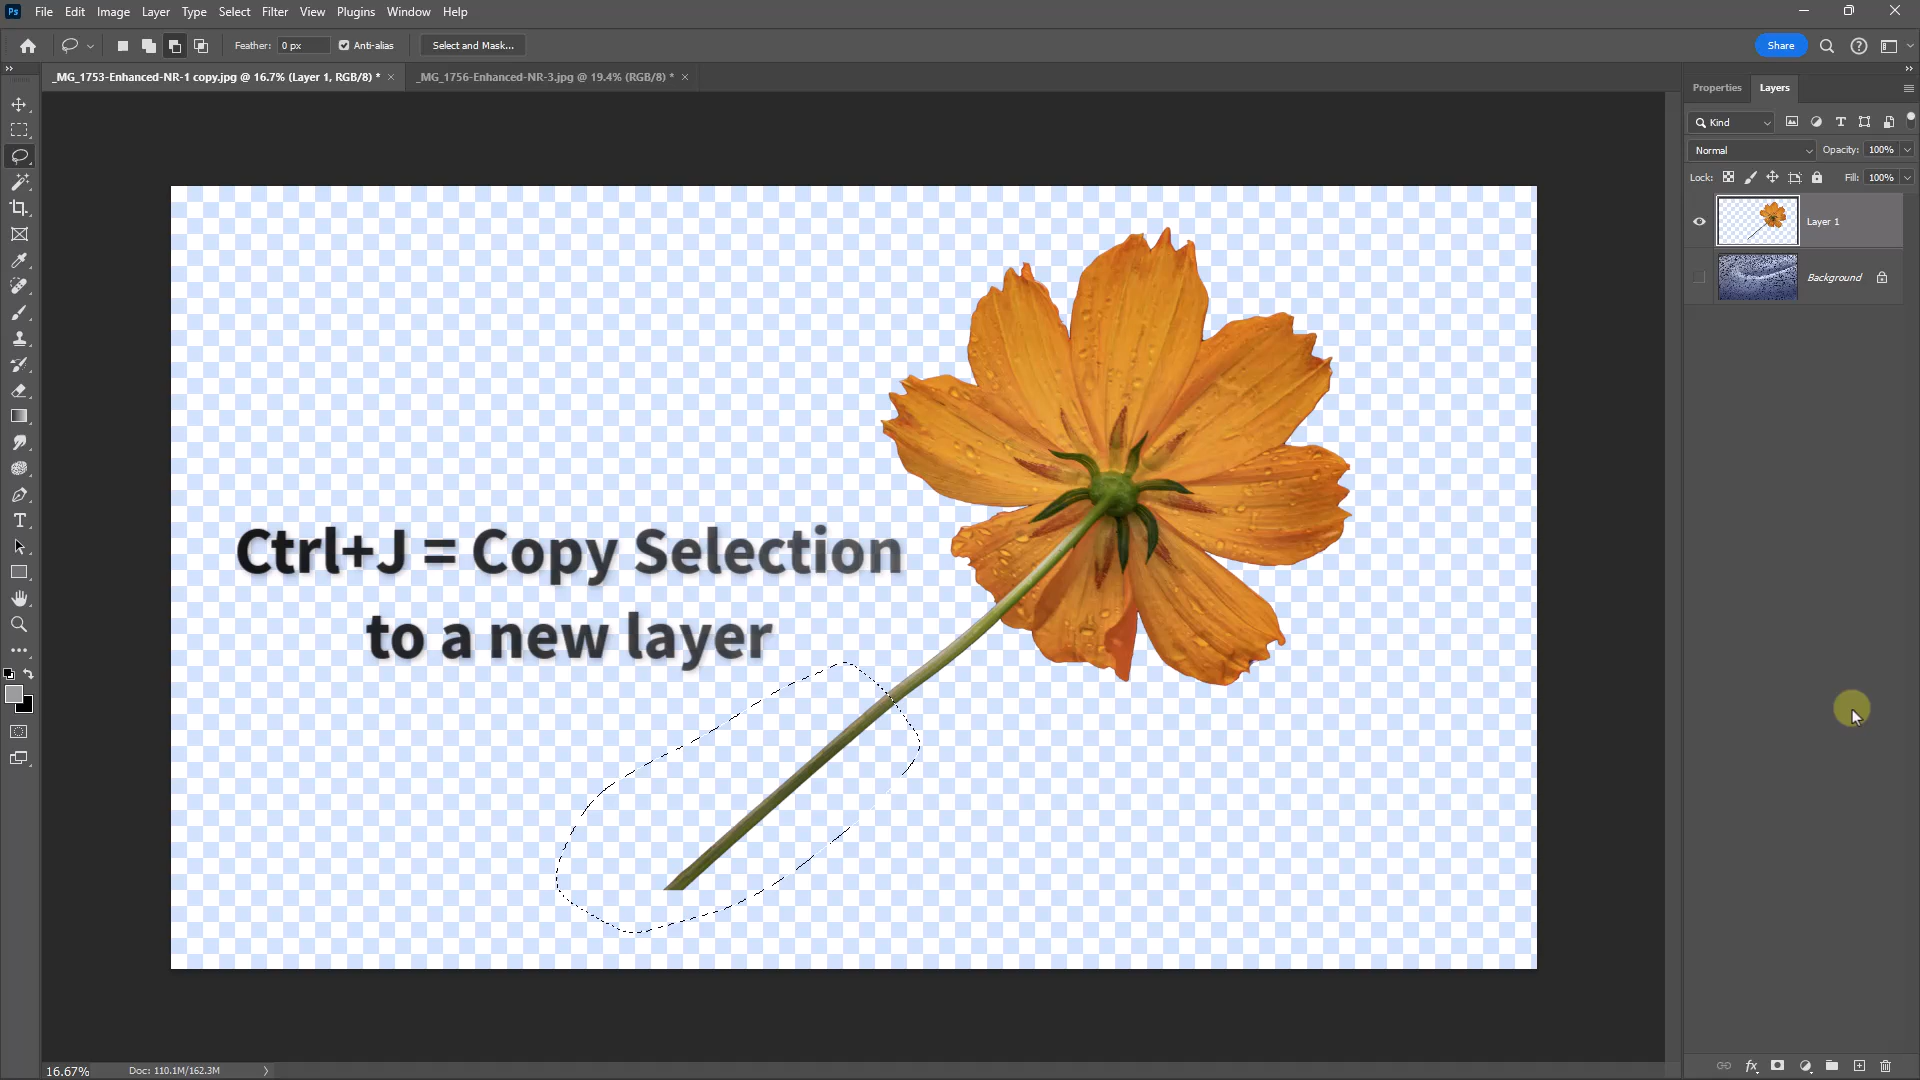 Ps File Edit Image Layer Type Select Filter View Plugins Window Help
Feather: 0 px Anti-alias Select and Mask... Share
_MG_1753-Enhanced-NR-1 copy.jpg @ 16.7% (Layer 1, RGB/8) * × _MG_1756-Enhanced-NR-3.jpg @ 19.4% (RGB/8) * ×
Properties Layers
Kind
Normal Opacity: 100%
Lock: Fill: 100%
Layer 1
Background
Ctrl+J = Copy Selection
to a new layer
16.67% Doc: 110.1M/162.3M